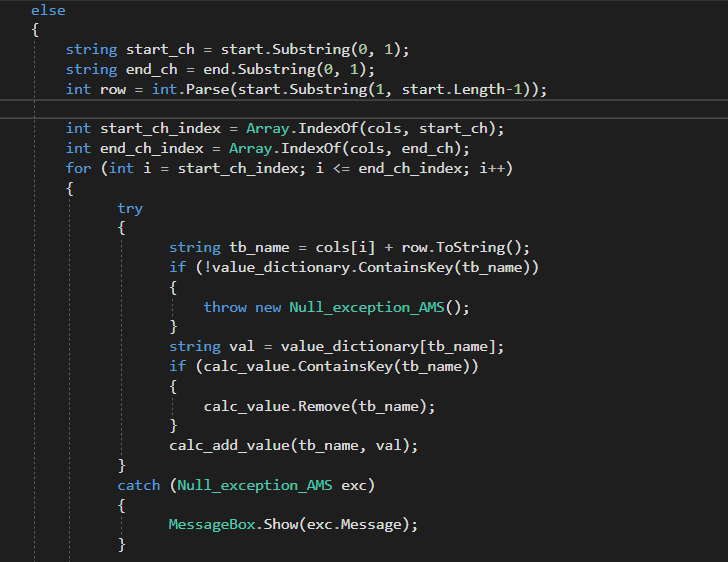 else
{
string start_ch = start.Substring(0, 1);
string end_ch = end.Substring(0, 1);
int row = int.Parse(start.Substring(1, start.Length-1));
int start_ch_index = Array.IndexOf(cols, start_ch);
int end_ch_index = Array.IndexOf(cols, end_ch);
for (int i = start_ch_index; i <= end_ch_index; i++)
{
try
{
string tb_name = cols[i] + row.ToString();
if (!value_dictionary.ContainsKey(tb_name))
{
throw new Null_exception_AMS();
}
string val = value_dictionary[tb_name];
if (calc_value.ContainsKey(tb_name))
{
calc_value.Remove(tb_name);
}
calc_add_value(tb_name, val);
}
catch (Null_exception_AMS exc)
{
MessageBox.Show(exc.Message);
}